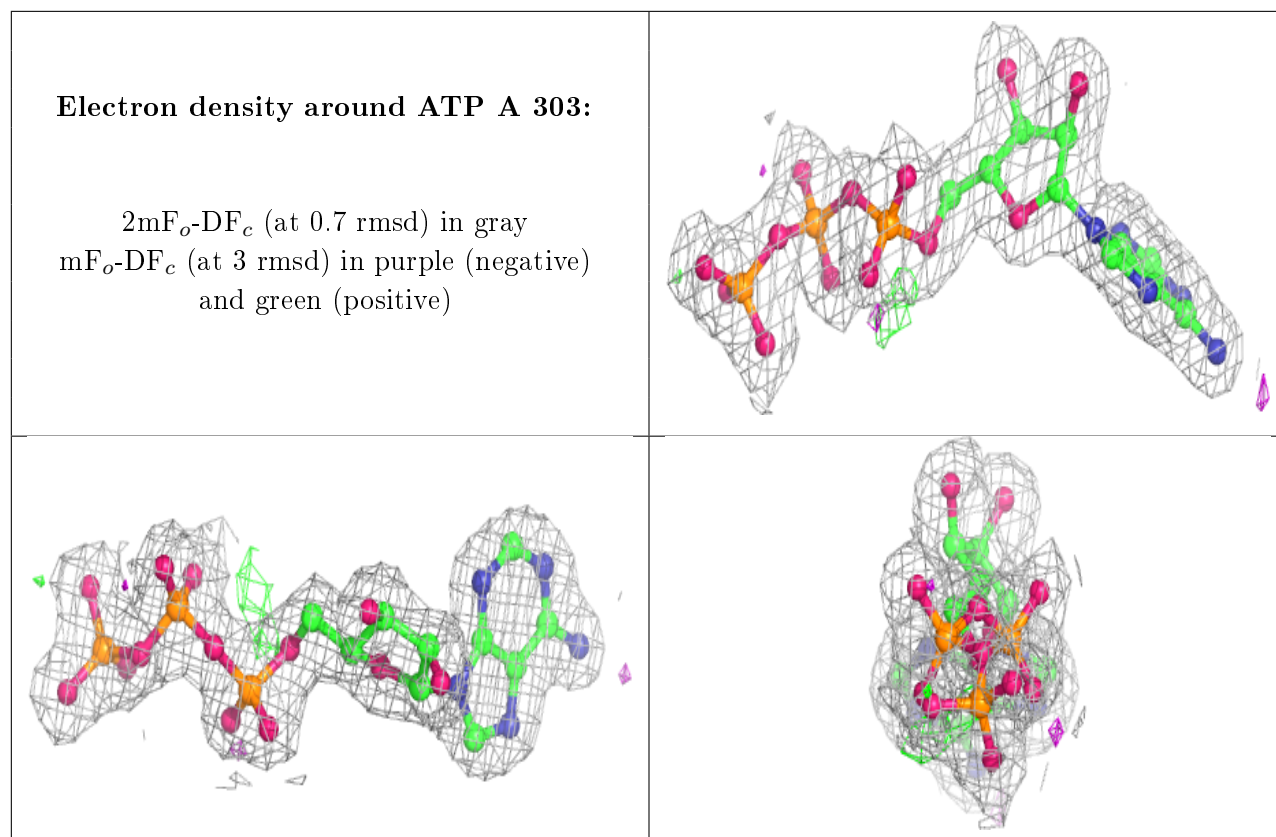 Electron density around ATP A 303:
2mFₒ-DF𝒸 (at 0.7 rmsd) in gray
mFₒ-DF𝒸 (at 3 rmsd) in purple (negative)
and green (positive)